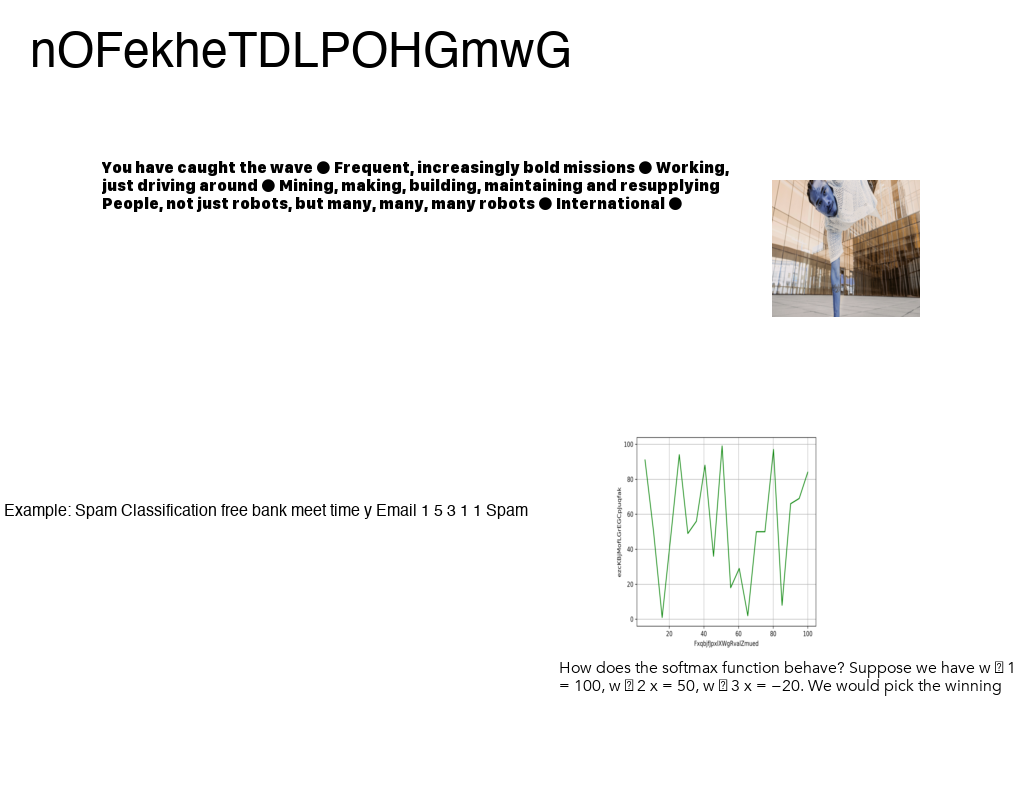 nOFekheTDLPOHGmwG
You have caught the wave ● Frequent, increasingly bold missions ● Working,
just driving around ● Mining, making, building, maintaining and resupplying
People, not just robots, but many, many, many robots ● International ●
Example: Spam Classification free bank meet time y Email 1 5 3 1 1 Spam
100
80
60
40
20
0
20 40 60 80 100
FxqbjfJpxlXWgRvalZmued
How does the softmax function behave? Suppose we have w 1
= 100, w 2 x = 50, w 3 x = −20. We would pick the winning